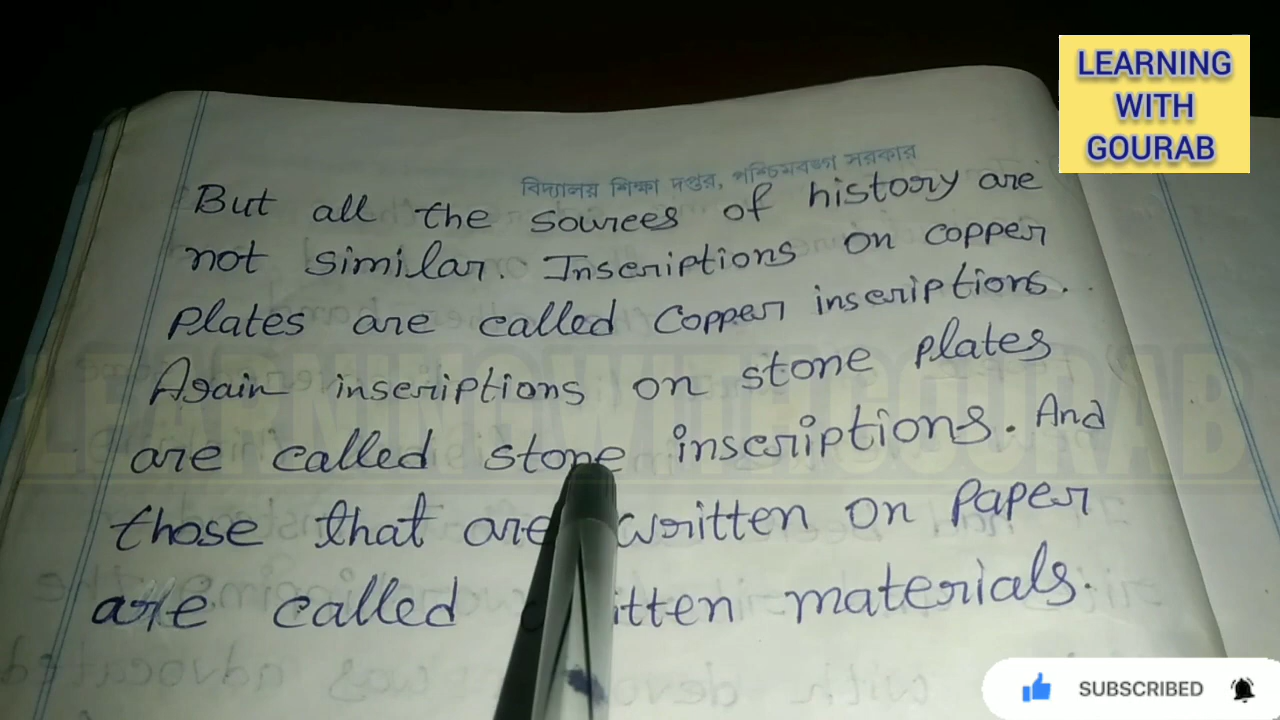 LEARNING
WITH
GOURAB
বিদ্যালয় শিক্ষা দপ্তর, পশ্চিমবঙ্গ সরকার
But all the sources of history are
not similar. Inscriptions on copper
plates are called copper inscriptions.
Again inscriptions on stone plates
are called stone inscriptions. And
those that are written on paper
are called itten materials.
LEARNINGWITHGOURAB
SUBSCRIBED